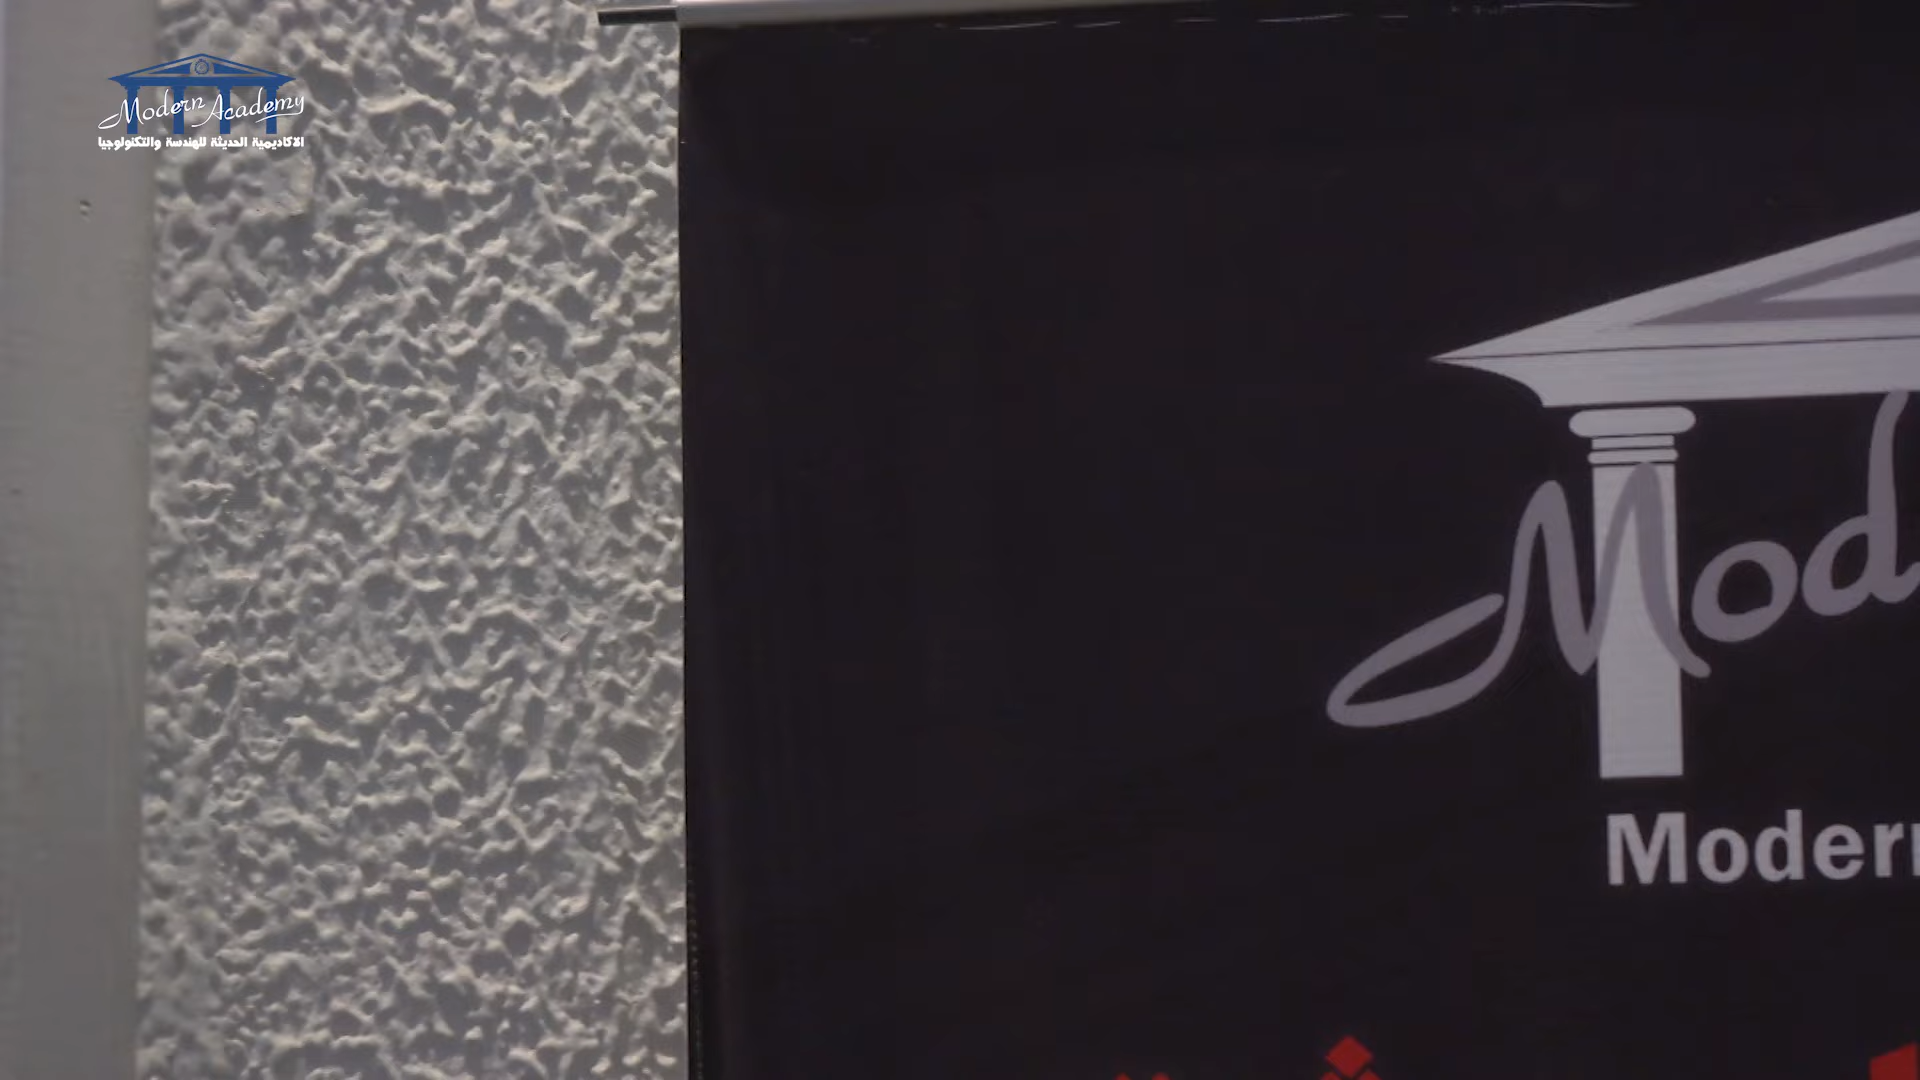 Modern Academy
الاكاديمية الحديثة للهندسة والتكنولوجيا
Mod
Modern